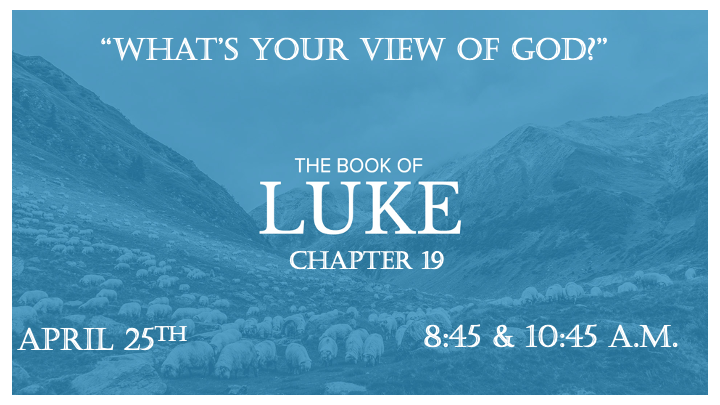 “WHAT’S YOUR VIEW OF GOD?”
THE BOOK OF
LUKE
CHAPTER 19
APRIL 25TH
8:45 & 10:45 A.M.